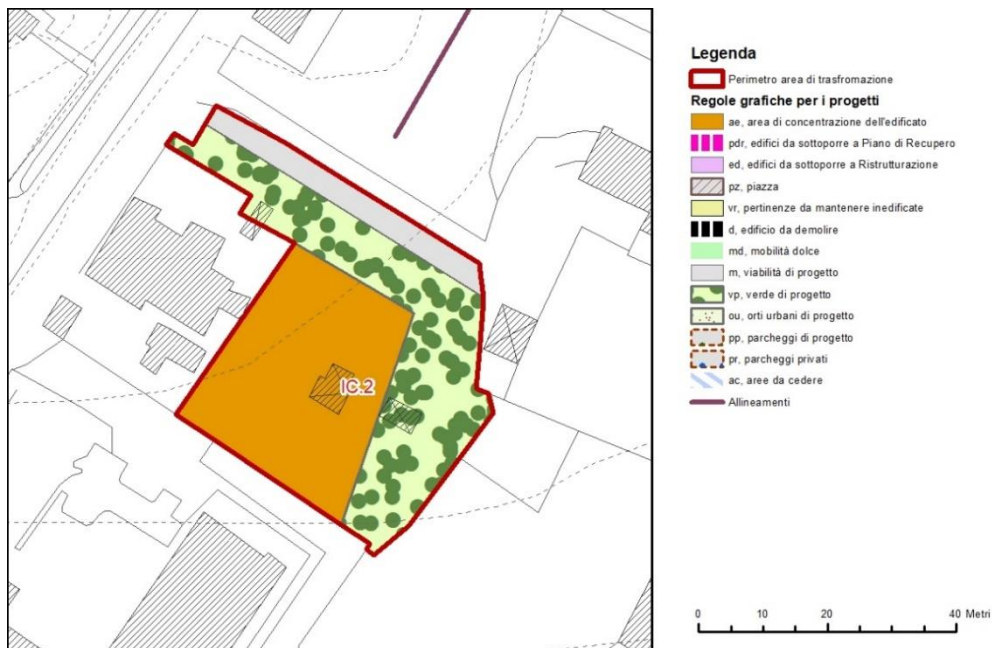 IC.2
Legenda
Perimetro area di trasfromazione
Regole grafiche per i progetti
ae, area di concentrazione dell'edificato
pdr, edifici da sottoporre a Piano di Recupero
ed, edifici da sottoporre a Ristrutturazione
pz, piazza
vr, pertinenze da mantenere inedificate
d, edificio da demolire
md, mobilità dolce
m, viabilità di progetto
vp, verde di progetto
ou, orti urbani di progetto
pp, parcheggi di progetto
pr, parcheggi privati
ac, aree da cedere
Allineamenti
0 10 20 40 Metri